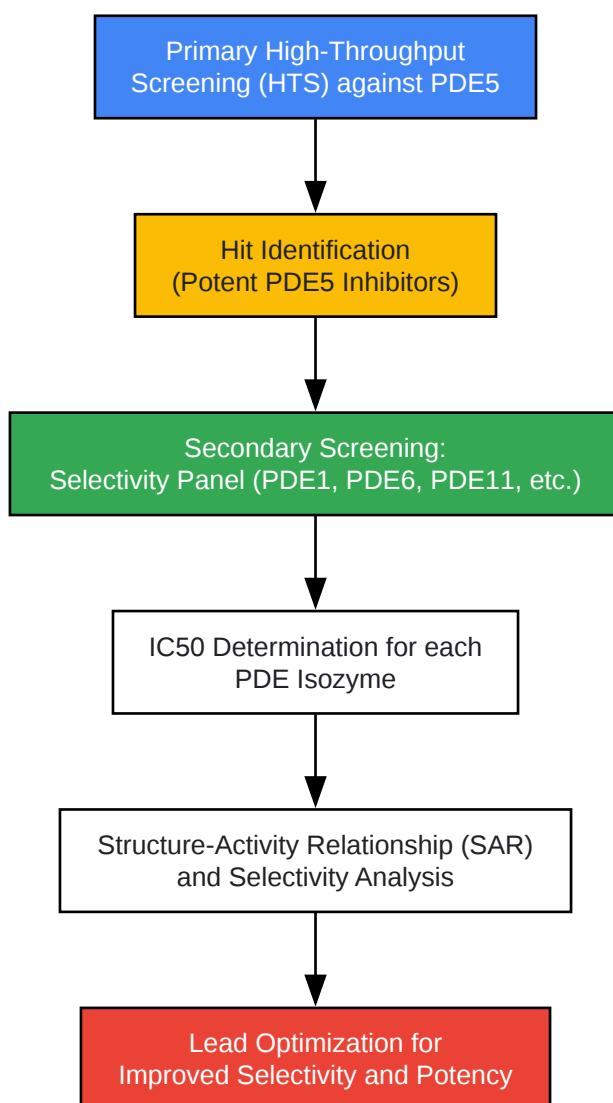 Primary High-Throughput
Screening (HTS) against PDE5
Hit Identification
(Potent PDE5 Inhibitors)
Secondary Screening:
Selectivity Panel (PDE1, PDE6, PDE11, etc.)
IC50 Determination for each
PDE Isozyme
Structure-Activity Relationship (SAR)
and Selectivity Analysis
Lead Optimization for
Improved Selectivity and Potency